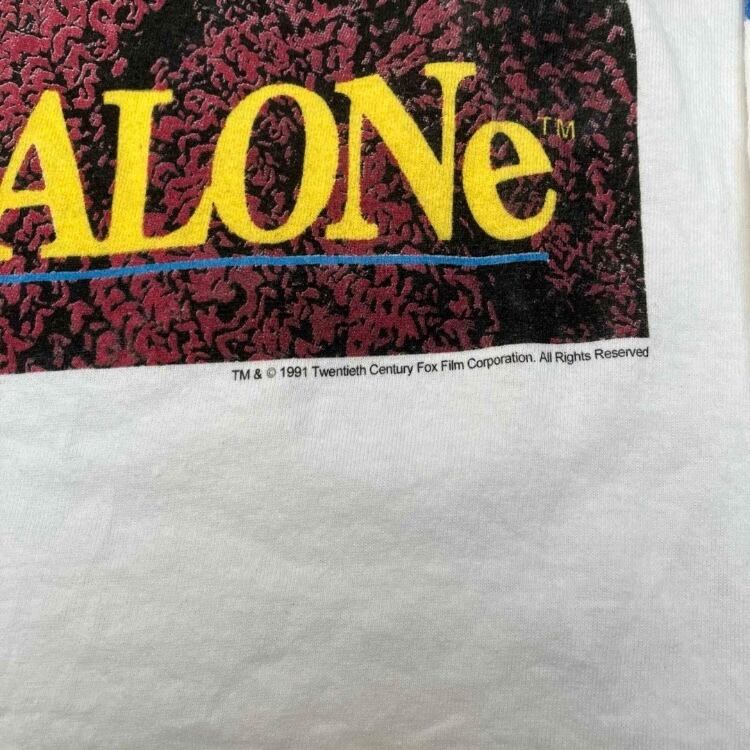 ALONe™
TM & © 1991 Twentieth Century Fox Film Corporation. All Rights Reserved